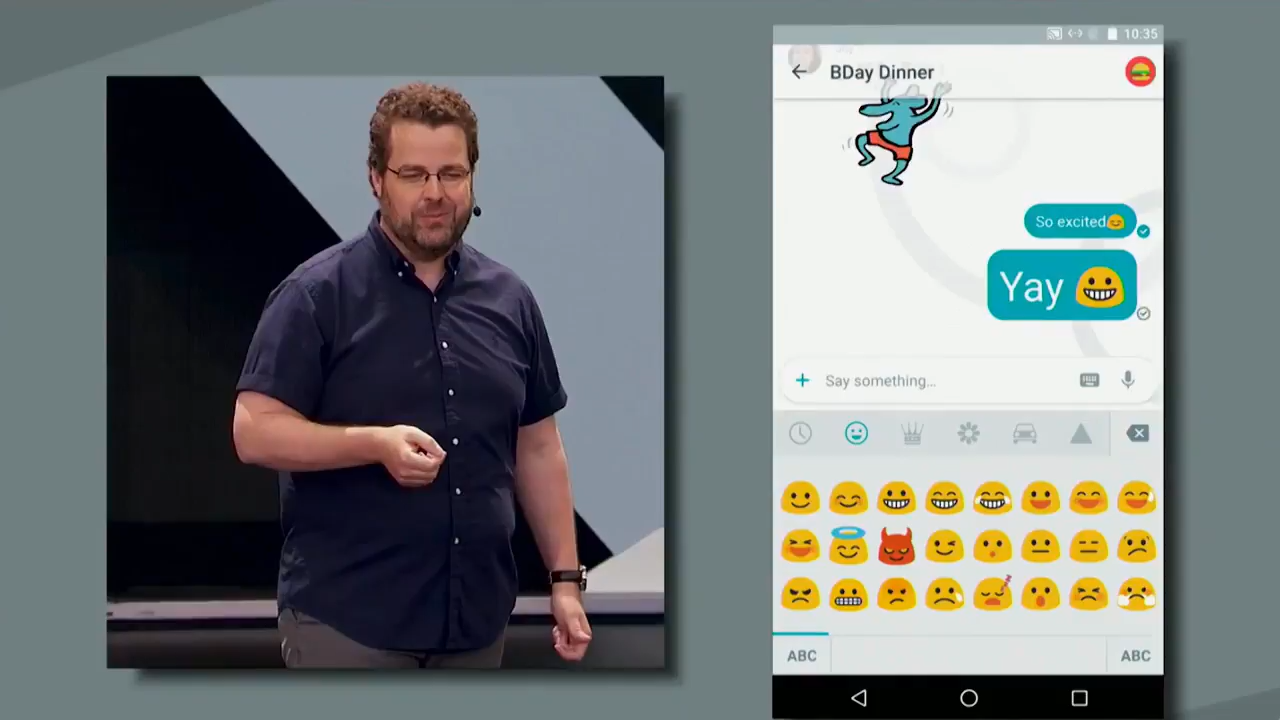 10:35
BDay Dinner
So excited😊
Yay 😀
Say something...
ABC
ABC